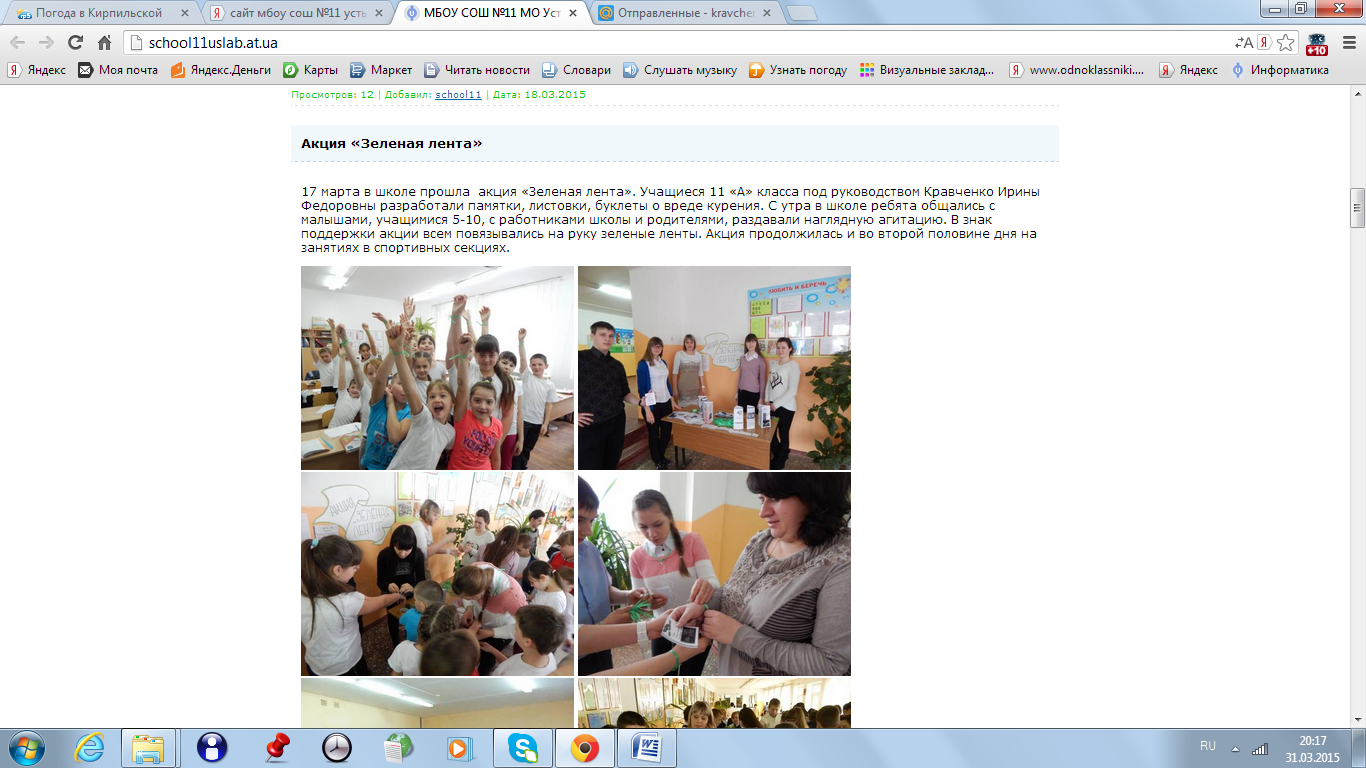 Погода в Кирпильской
сайт мбоу сош №11 усть
МБОУ СОШ №11 МО Уст
Отправленные - kravche
school11uslab.at.ua
+10
Яндекс
Моя почта
Яндекс.Деньги
Карты
Маркет
Читать новости
Словари
Слушать музыку
Узнать погоду
Визуальные заклад...
www.odnoklassniki....
Яндекс
Информатика
Просмотров: 12 | Добавил: school11 | Дата: 18.03.2015
Акция «Зеленая лента»
17 марта в школе прошла акция «Зеленая лента». Учащиеся 11 «А» класса под руководством Кравченко Ирины
Федоровны разработали памятки, листовки, буклеты о вреде курения. С утра в школе ребята общались с
малышами, учащимися 5-10, с работниками школы и родителями, раздавали наглядную агитацию. В знак
поддержки акции всем повязывались на руку зеленые ленты. Акция продолжилась и во второй половине дня на
занятиях в спортивных секциях.
ЛЮБИТЬ И БЕРЕЧЬ
АКЦИЯ
ЗЕЛЕНАЯ
ЛЕНТА
RU
20:17
31.03.2015